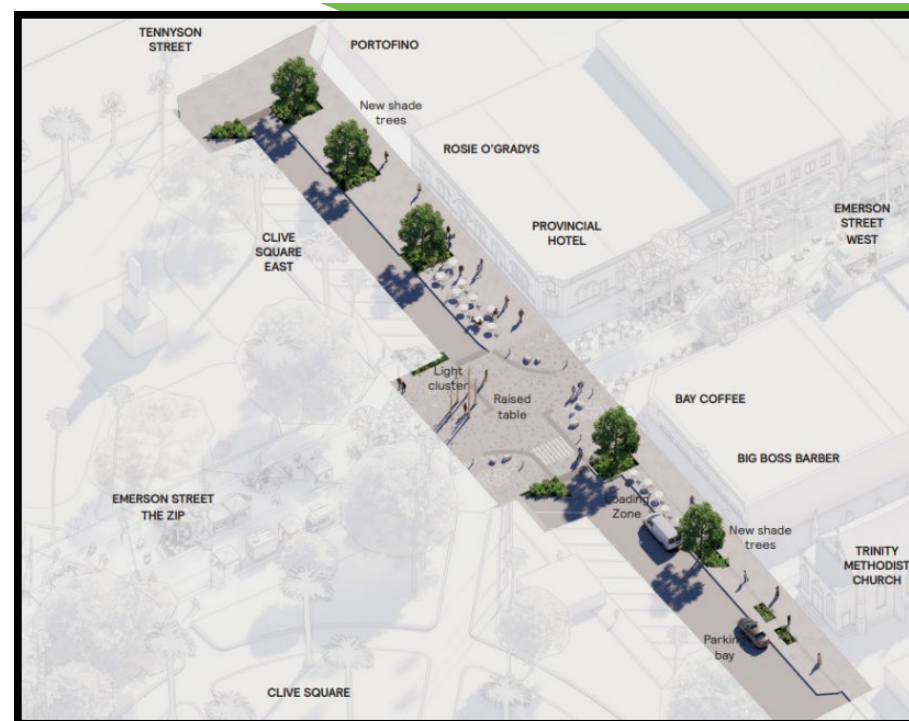 TENNYSON
STREET
PORTOFINO
New shade
trees
ROSIE O'GRADYS
EMERSON
STREET
WEST
PROVINCIAL
HOTEL
CLIVE
SQUARE
EAST
Light
cluster
Raised
table
BAY COFFEE
BIG BOSS BARBER
EMERSON STREET
THE ZIP
Loading
Zone
New shade
trees
TRINITY
METHODIST
CHURCH
Parking
bay
CLIVE SQUARE